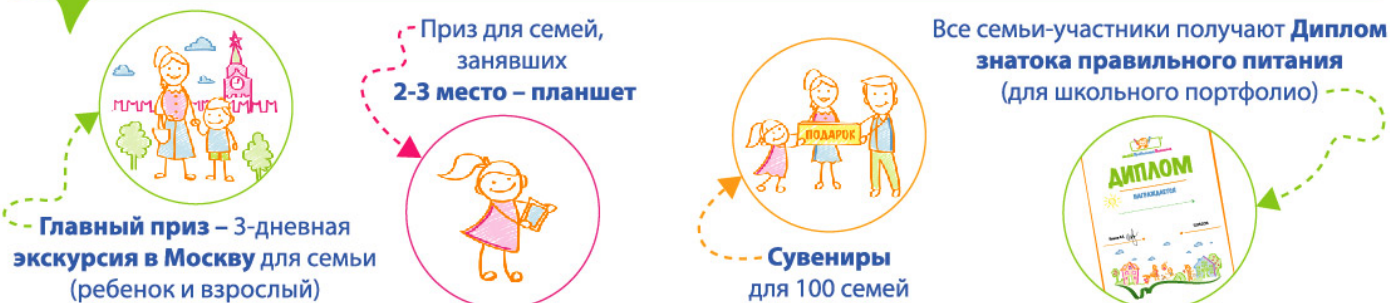 Главный приз – 3-дневная
экскурсия в Москву для семьи
(ребенок и взрослый)
Приз для семей,
занявших
2-3 место – планшет
ПОДАРОК
Сувениры
для 100 семей
Все семьи-участники получают Диплом
знатока правильного питания
(для школьного портфолио)
ДИПЛОМ
НАГРАЖДАЕТСЯ